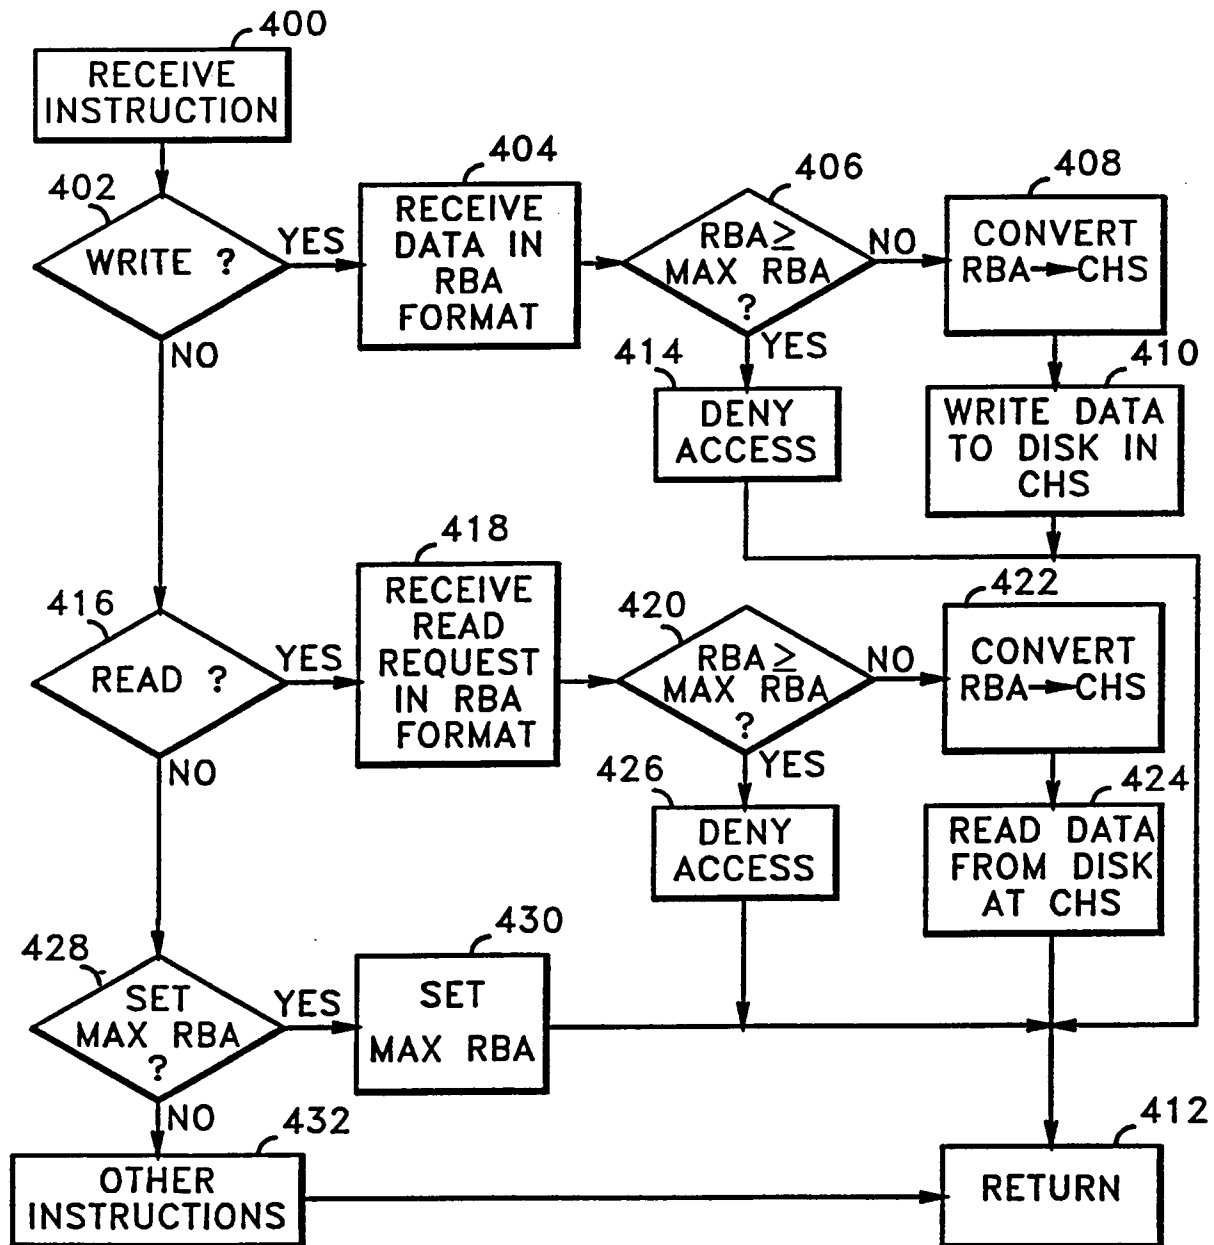 400
RECEIVE
INSTRUCTION
402
WRITE ?
YES
NO
404
RECEIVE
DATA IN
RBA
FORMAT
406
RBA≥
MAX RBA
?
NO
YES
408
CONVERT
RBA→CHS
414
DENY
ACCESS
410
WRITE DATA
TO DISK IN
CHS
416
READ ?
YES
NO
418
RECEIVE
READ
REQUEST
IN RBA
FORMAT
420
RBA≥
MAX RBA
?
NO
YES
422
CONVERT
RBA→CHS
426
DENY
ACCESS
424
READ DATA
FROM DISK
AT CHS
428
SET
MAX RBA
?
YES
NO
430
SET
MAX RBA
432
OTHER
INSTRUCTIONS
412
RETURN